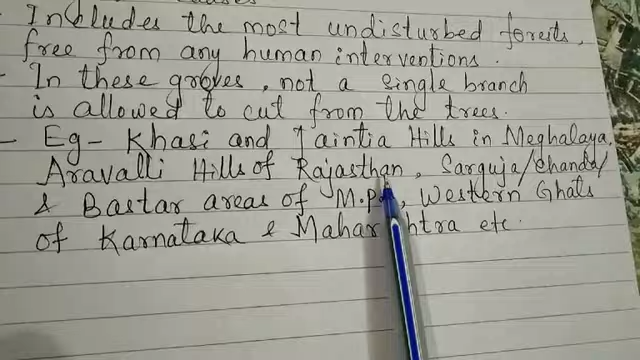 - Includes the most undisturbed forests,
free from any human interventions.
- In these groves, not a single branch
is allowed to cut from the trees.
- Eg - Khasi and Jaintia Hills in Meghalaya,
Aravalli Hills of Rajasthan, Sarguja/Chanda/
& Bastar areas of M.P., Western Ghats
of Karnataka & Maharashtra etc.